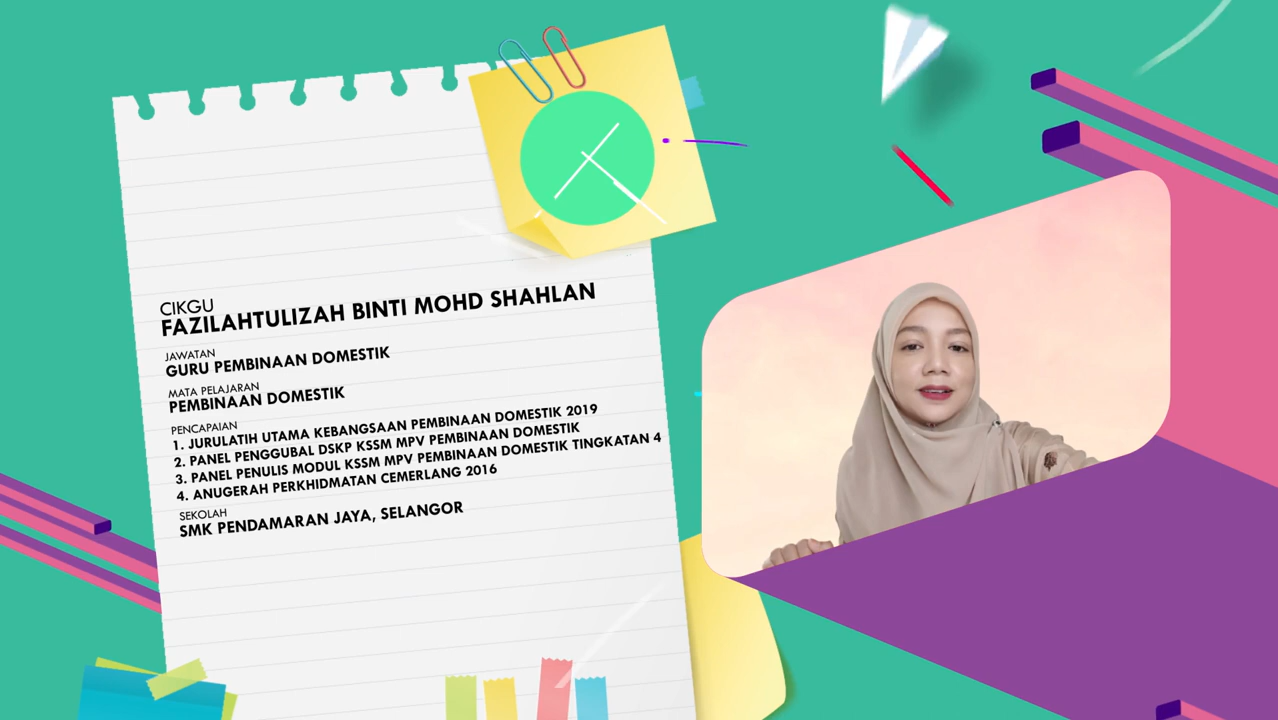 CIKGU
FAZILAHTULIZAH BINTI MOHD SHAHLAN
JAWATAN
GURU PEMBINAAN DOMESTIK
MATA PELAJARAN
PEMBINAAN DOMESTIK
PENCAPAIAN
1. JURULATIH UTAMA KEBANGSAAN PEMBINAAN DOMESTIK 2019
2. PANEL PENGGUBAL DSKP KSSM MPV PEMBINAAN DOMESTIK
3. PANEL PENULIS MODUL KSSM MPV PEMBINAAN DOMESTIK TINGKATAN 4
4. ANUGERAH PERKHIDMATAN CEMERLANG 2016
SEKOLAH
SMK PENDAMARAN JAYA, SELANGOR